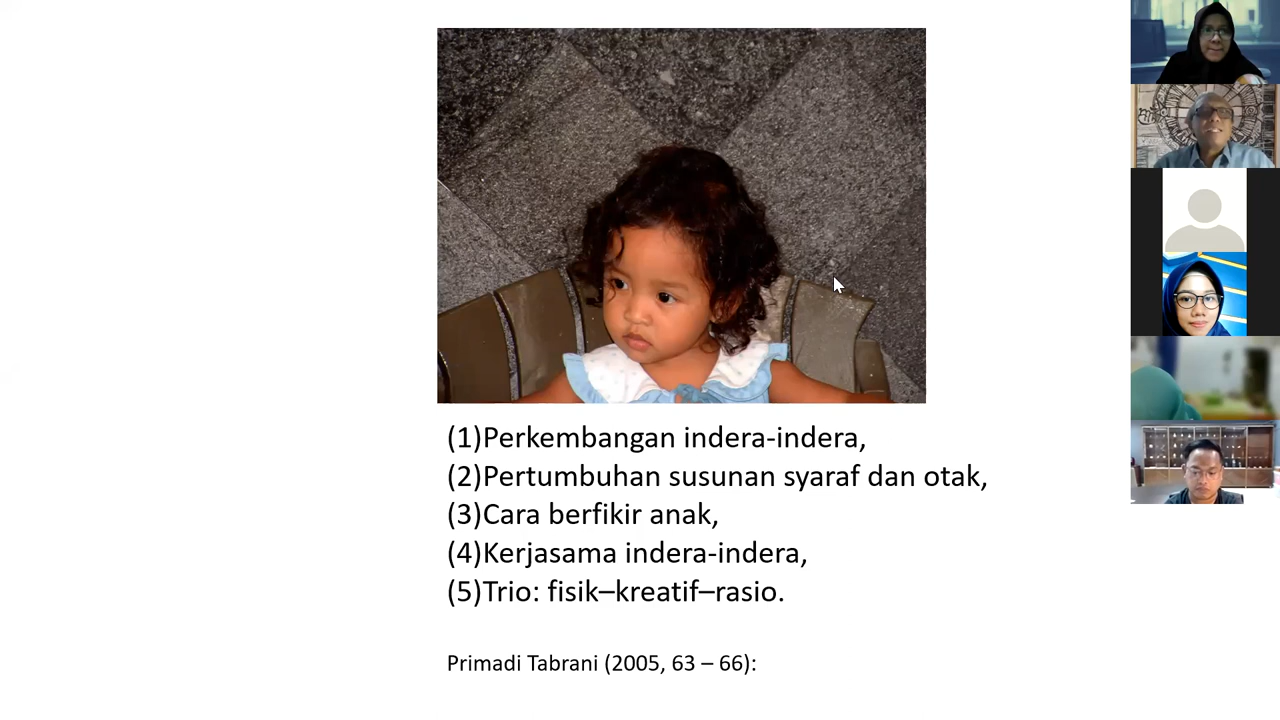 (1)Perkembangan indera-indera,
(2)Pertumbuhan susunan syaraf dan otak,
(3)Cara berfikir anak,
(4)Kerjasama indera-indera,
(5)Trio: fisik–kreatif–rasio.
Primadi Tabrani (2005, 63 – 66):